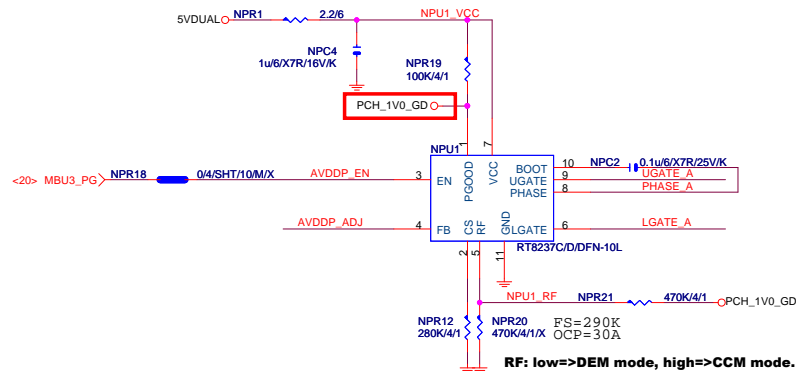 5VDUAL NPR1 2.2/6 NPU1_VCC
NPC4
1u/6/X7R/16V/K
NPR19
100K/4/1
PCH_1V0_GD
1 7
NPU1
<20> MBU3_PG NPR18 0/4/SHT/10/M/X AVDDP_EN 3 EN
PGOOD
VCC
BOOT 10 NPC2 0.1u/6/X7R/25V/K
UGATE 9 UGATE_A
PHASE 8 PHASE_A
AVDDP_ADJ 4 FB
CS
RF
GND
LGATE 6 LGATE_A
2 5 11
RT8237C/D/DFN-10L
NPU1_RF NPR21 470K/4/1 PCH_1V0_GD
NPR12
280K/4/1
NPR20
470K/4/1/X
FS=290K
OCP=30A
RF: low=>DEM mode, high=>CCM mode.